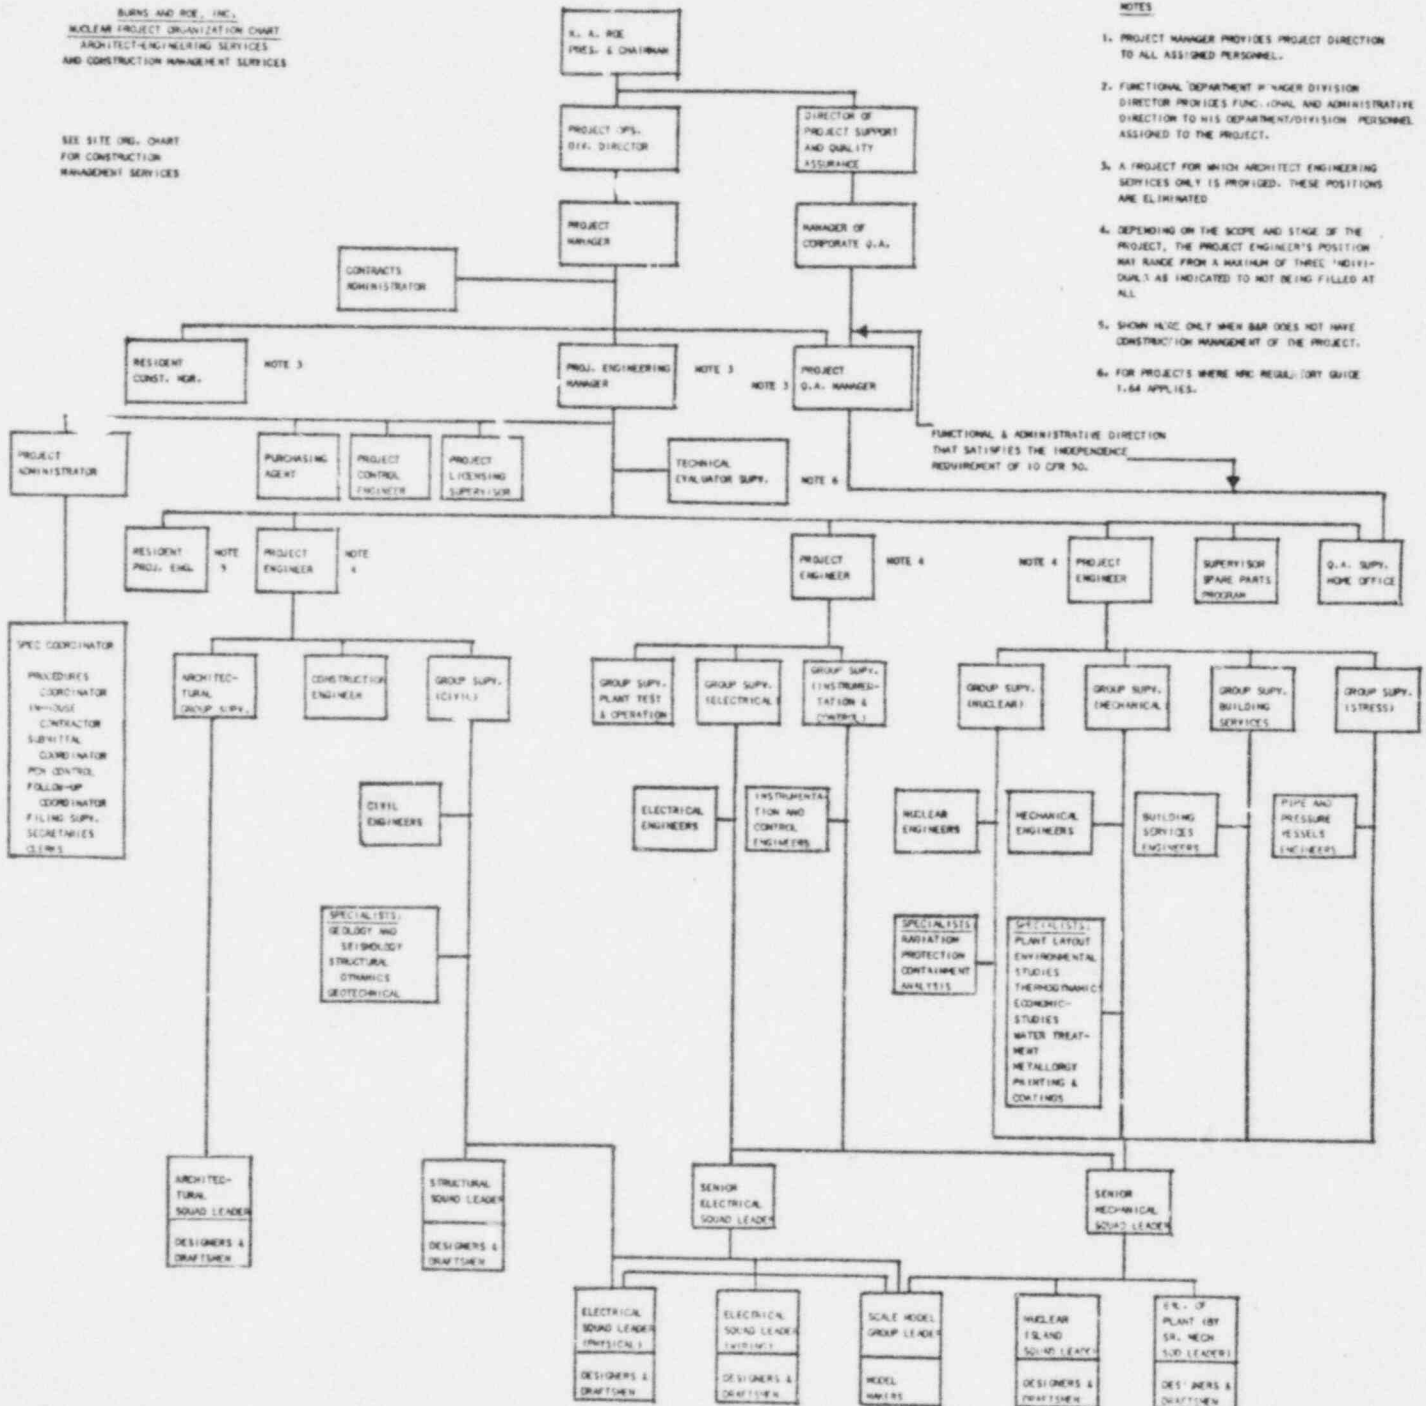 BURNS AND ROE, INC.
NUCLEAR PROJECT ORGANIZATION CHART
ARCHITECT-ENGINEERING SERVICES
AND CONSTRUCTION MANAGEMENT SERVICES
SEE SITE ORG. CHART
FOR CONSTRUCTION
MANAGEMENT SERVICES
K. A. ROE
PRES. & CHAIRMAN
NOTES
1. PROJECT MANAGER PROVIDES PROJECT DIRECTION
TO ALL ASSIGNED PERSONNEL.
2. FUNCTIONAL DEPARTMENT MANAGER DIVISION
DIRECTOR PROVIDES FUNCTIONAL AND ADMINISTRATIVE
DIRECTION TO HIS DEPARTMENT/DIVISION PERSONNEL
ASSIGNED TO THE PROJECT.
3. A PROJECT FOR WHICH ARCHITECT ENGINEERING
SERVICES ONLY IS PROVIDED. THESE POSITIONS
ARE ELIMINATED
4. DEPENDING ON THE SCOPE AND STAGE OF THE
PROJECT, THE PROJECT ENGINEER'S POSITION
MAY RANGE FROM A MAXIMUM OF THREE INDIVI-
DUALS AS INDICATED TO NOT BEING FILLED AT
ALL
5. SHOWN HERE ONLY WHEN B&R DOES NOT HAVE
CONSTRUCTION MANAGEMENT OF THE PROJECT.
6. FOR PROJECTS WHERE NRC REGULATORY GUIDE
1.64 APPLIES.
PROJECT OPS.
DIV. DIRECTOR
DIRECTOR OF
PROJECT SUPPORT
AND QUALITY
ASSURANCE
PROJECT
MANAGER
MANAGER OF
CORPORATE Q.A.
CONTRACTS
ADMINISTRATOR
RESIDENT
CONST. MGR.
NOTE 3
PROJ. ENGINEERING
MANAGER
NOTE 3
NOTE 3
PROJECT
Q.A. MANAGER
FUNCTIONAL & ADMINISTRATIVE DIRECTION
THAT SATISFIES THE INDEPENDENCE
REQUIREMENT OF 10 CFR 50.
PROJECT
ADMINISTRATOR
PURCHASING
AGENT
PROJECT
CONTROL
ENGINEER
PROJECT
LICENSING
SUPERVISOR
TECHNICAL
EVALUATOR SUPV.
NOTE 6
RESIDENT
PROJ. ENG.
NOTE
5
PROJECT
ENGINEER
NOTE
4
PROJECT
ENGINEER
NOTE 4
NOTE 4
PROJECT
ENGINEER
SUPERVISOR
SPARE PARTS
PROGRAM
Q.A. SUPV.
HOME OFFICE
SPEC COORDINATOR
PROCEDURES
COORDINATOR
IN-HOUSE
CONTRACTOR
SUBMITTAL
COORDINATOR
PCM CONTROL
FOLLOW-UP
COORDINATOR
FILING SUPV.
SECRETARIES
CLERKS
ARCHITEC-
TURAL
GROUP SUPV.
CONSTRUCTION
ENGINEER
GROUP SUPV.
(CIVIL)
GROUP SUPV.
PLANT TEST
& OPERATION
GROUP SUPV.
(ELECTRICAL)
GROUP SUPV.
(INSTRUMEN-
TATION &
CONTROL)
GROUP SUPV.
(NUCLEAR)
GROUP SUPV.
(MECHANICAL)
GROUP SUPV.
BUILDING
SERVICES
GROUP SUPV.
(STRESS)
CIVIL
ENGINEERS
ELECTRICAL
ENGINEERS
INSTRUMENTA-
TION AND
CONTROL
ENGINEERS
NUCLEAR
ENGINEERS
MECHANICAL
ENGINEERS
BUILDING
SERVICES
ENGINEERS
PIPE AND
PRESSURE
VESSELS
ENGINEERS
SPECIALISTS:
GEOLOGY AND
SEISMOLOGY
STRUCTURAL
DYNAMICS
GEOTECHNICAL
SPECIALISTS
RADIATION
PROTECTION
CONTAINMENT
ANALYSIS
SPECIALISTS:
PLANT LAYOUT
ENVIRONMENTAL
STUDIES
THERMODYNAMIC
ECONOMIC-
STUDIES
WATER TREAT-
MENT
METALLORGY
PAINTING &
COATINGS
ARCHITEC-
TURAL
SQUAD LEADER
DESIGNERS &
DRAFTSMEN
STRUCTURAL
SQUAD LEADER
DESIGNERS &
DRAFTSMEN
SENIOR
ELECTRICAL
SQUAD LEADER
SENIOR
MECHANICAL
SQUAD LEADER
ELECTRICAL
SQUAD LEADER
(PHYSICAL)
DESIGNERS &
DRAFTSMEN
ELECTRICAL
SQUAD LEADER
(WIRING)
DESIGNERS &
DRAFTSMEN
SCALE MODEL
GROUP LEADER
MODEL
MAKERS
NUCLEAR
ISLAND
SQUAD LEADER
DESIGNERS &
DRAFTSMEN
BAL. OF
PLANT (BY
SR. MECH
SQD LEADER)
DESIGNERS &
DRAFTSMEN